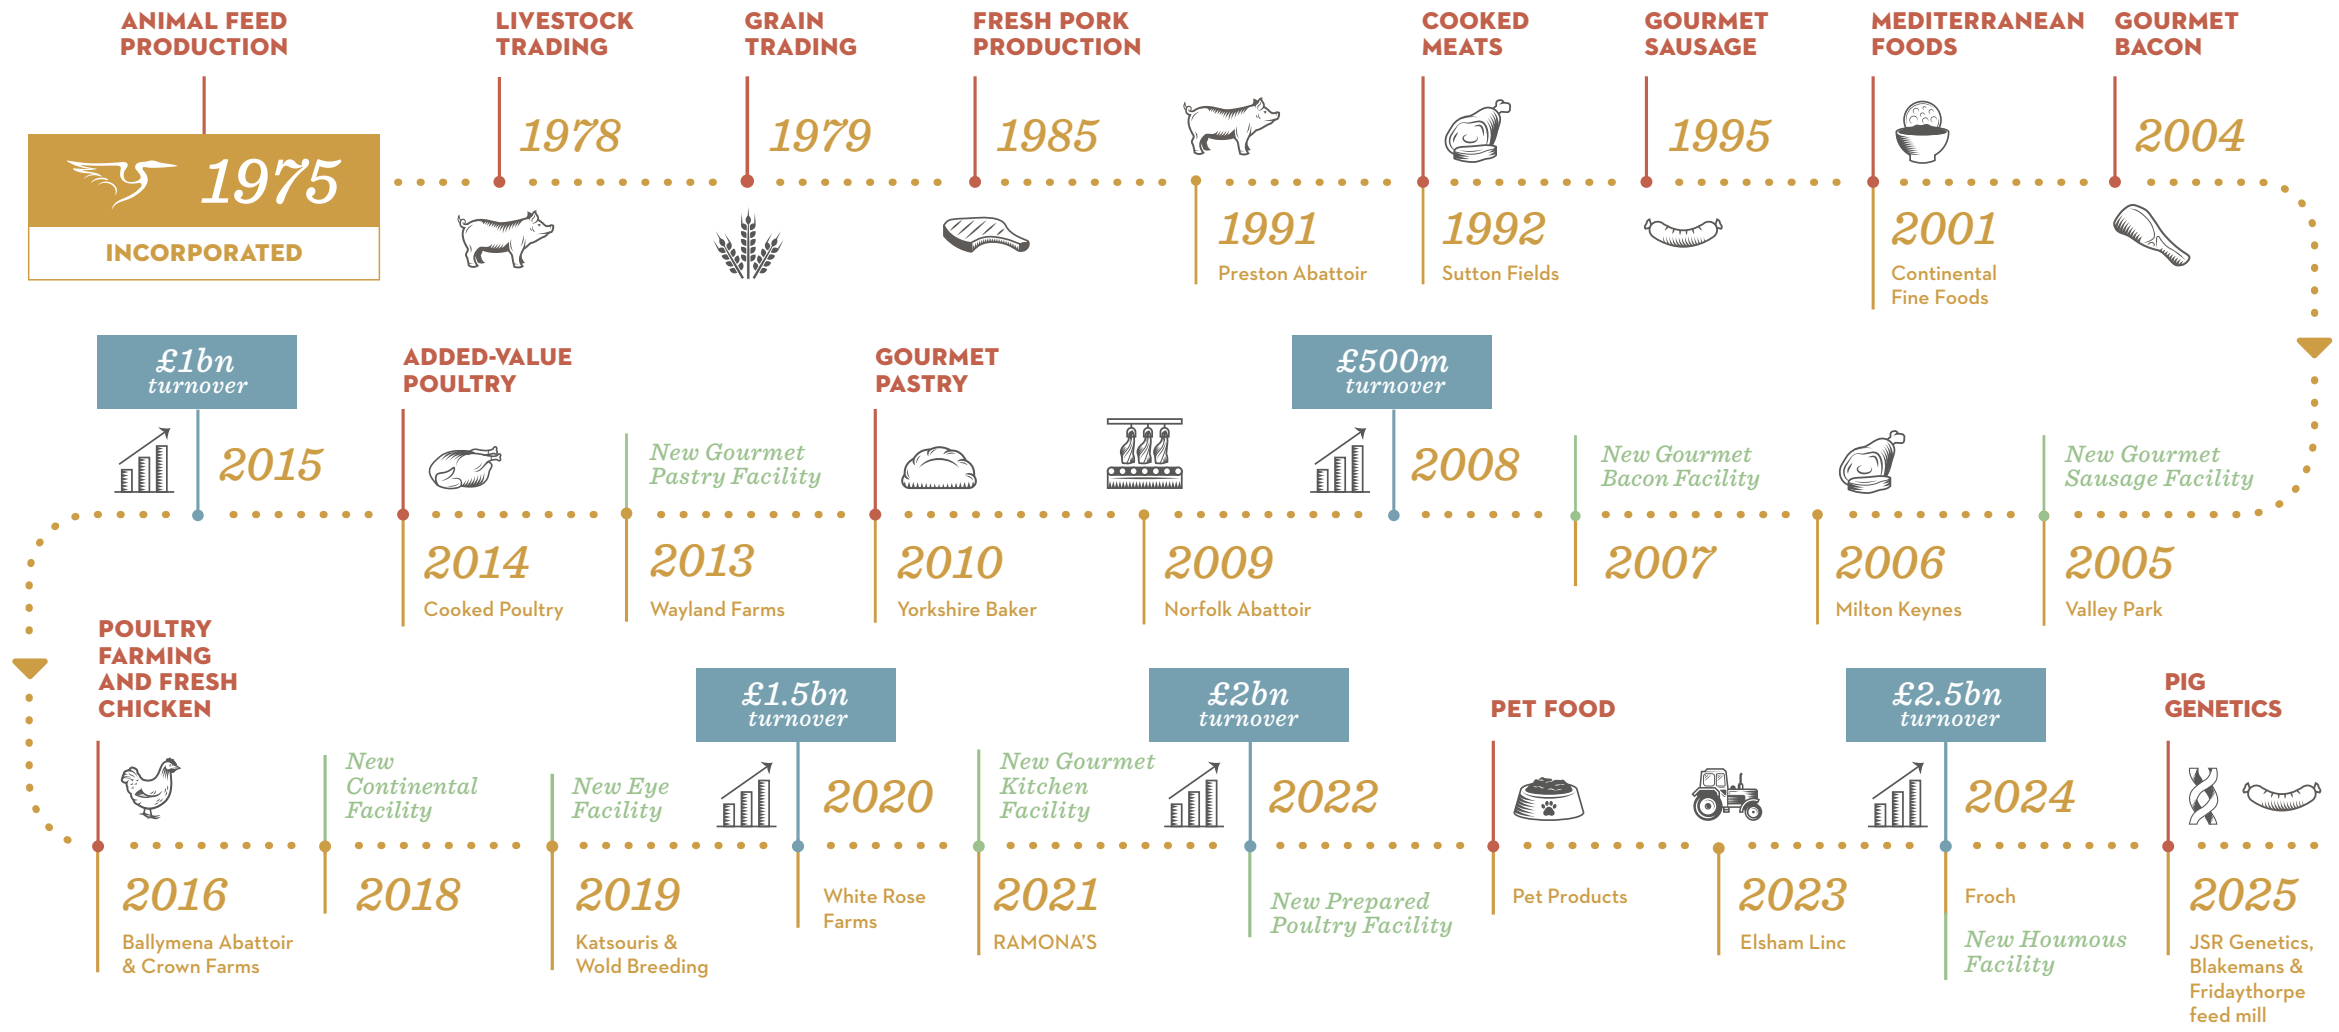 ANIMAL FEED
PRODUCTION
1975
INCORPORATED
LIVESTOCK
TRADING
1978
GRAIN
TRADING
1979
FRESH PORK
PRODUCTION
1985
1991
Preston Abattoir
COOKED
MEATS
1992
Sutton Fields
GOURMET
SAUSAGE
1995
MEDITERRANEAN
FOODS
2001
Continental
Fine Foods
GOURMET
BACON
2004
New Gourmet
Sausage Facility
2005
Valley Park
2006
Milton Keynes
New Gourmet
Bacon Facility
2007
£500m
turnover
2008
2009
Norfolk Abattoir
GOURMET
PASTRY
2010
Yorkshire Baker
New Gourmet
Pastry Facility
2013
Wayland Farms
ADDED-VALUE
POULTRY
2014
Cooked Poultry
£1bn
turnover
2015
POULTRY
FARMING
AND FRESH
CHICKEN
2016
Ballymena Abattoir
& Crown Farms
New
Continental
Facility
2018
New Eye
Facility
2019
Katsouris &
Wold Breeding
£1.5bn
turnover
2020
White Rose
Farms
New Gourmet
Kitchen
Facility
2021
RAMONA'S
£2bn
turnover
2022
New Prepared
Poultry Facility
PET FOOD
Pet Products
2023
Elsham Linc
£2.5bn
turnover
2024
Froch
New Houmous
Facility
PIG
GENETICS
2025
JSR Genetics,
Blakemans &
Fridaythorpe
feed mill